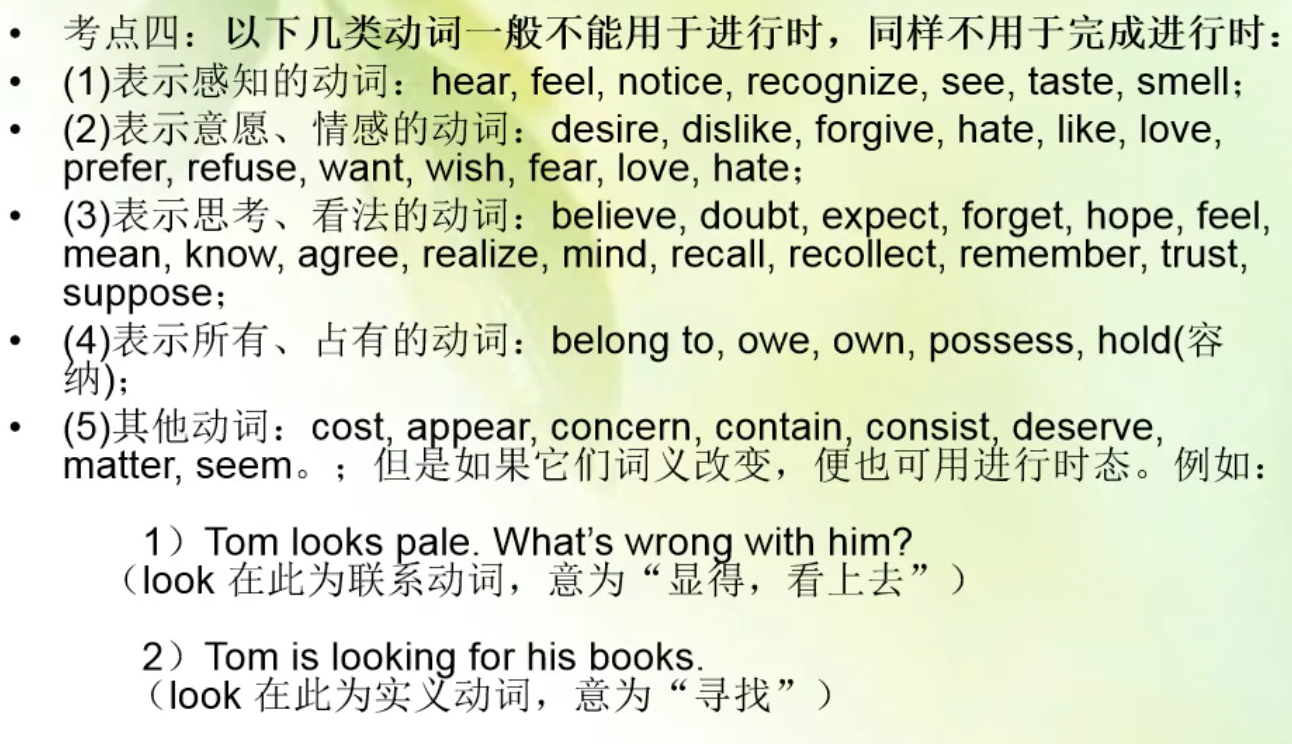 • 考点四：以下几类动词一般不能用于进行时，同样不用于完成进行时：
• (1)表示感知的动词：hear, feel, notice, recognize, see, taste, smell；
• (2)表示意愿、情感的动词：desire, dislike, forgive, hate, like, love,
prefer, refuse, want, wish, fear, love, hate；
• (3)表示思考、看法的动词：believe, doubt, expect, forget, hope, feel,
mean, know, agree, realize, mind, recall, recollect, remember, trust,
suppose；
• (4)表示所有、占有的动词：belong to, owe, own, possess, hold(容
纳)；
• (5)其他动词：cost, appear, concern, contain, consist, deserve,
matter, seem。；但是如果它们词义改变，便也可用进行时态。例如：
1）Tom looks pale. What’s wrong with him?
（look 在此为联系动词，意为“显得，看上去”）
2）Tom is looking for his books.
（look 在此为实义动词，意为“寻找”）